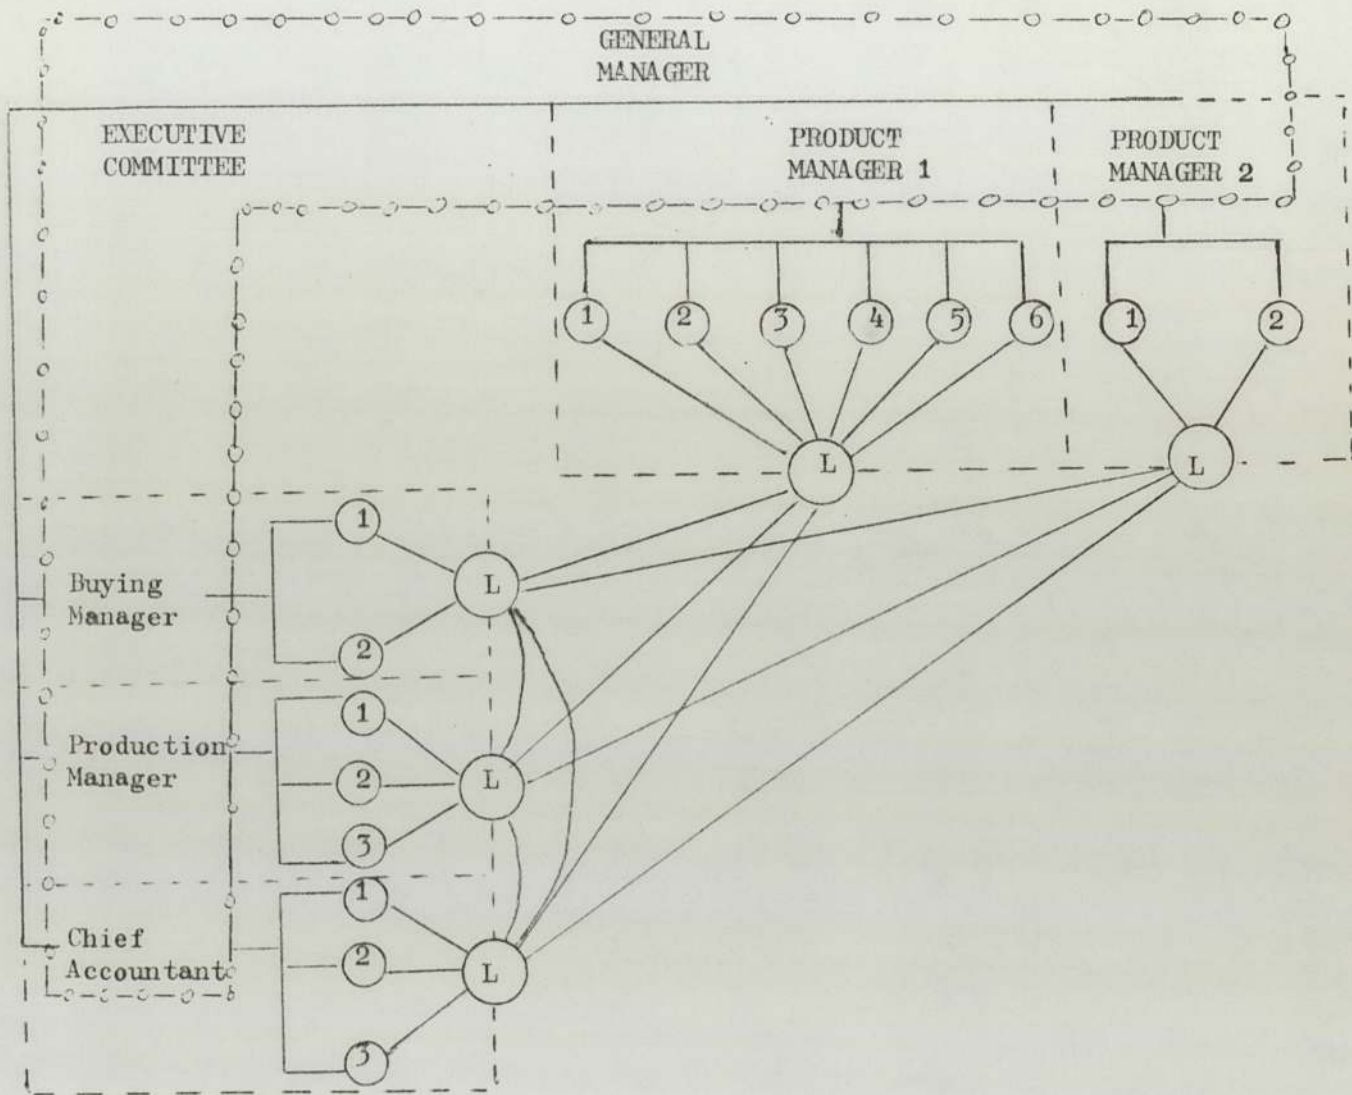 GENERAL
MANAGER
EXECUTIVE
COMMITTEE
PRODUCT
MANAGER 1
PRODUCT
MANAGER 2
1 2 3 4 5 6
1 2
L
L
1
Buying
Manager
L
2
1
Production
Manager
2
L
3
1
Chief
Accountant
2
L
3